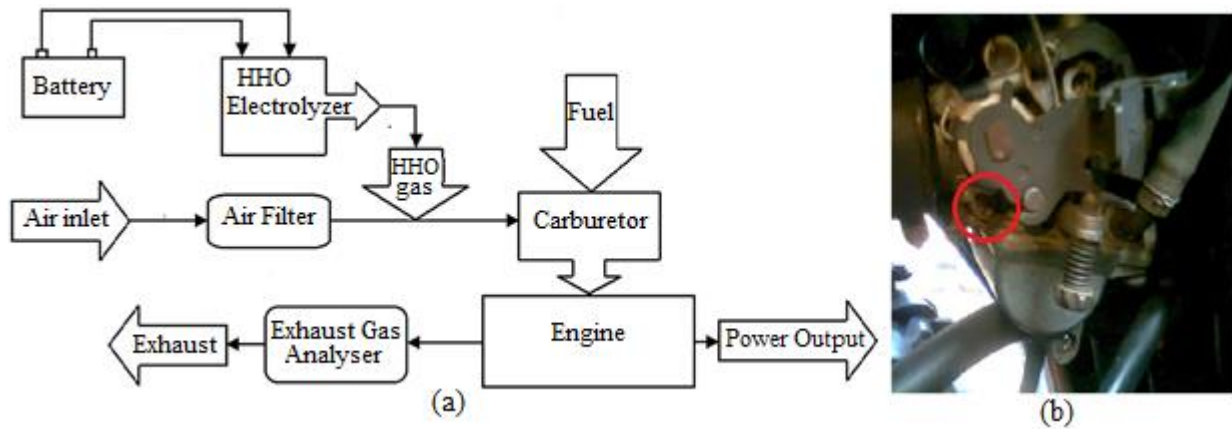 Battery
HHO
Electrolyzer
Fuel
HHO
gas
Air inlet
Air Filter
Carburetor
Exhaust
Exhaust Gas
Analyser
Engine
Power Output
(a)
(b)